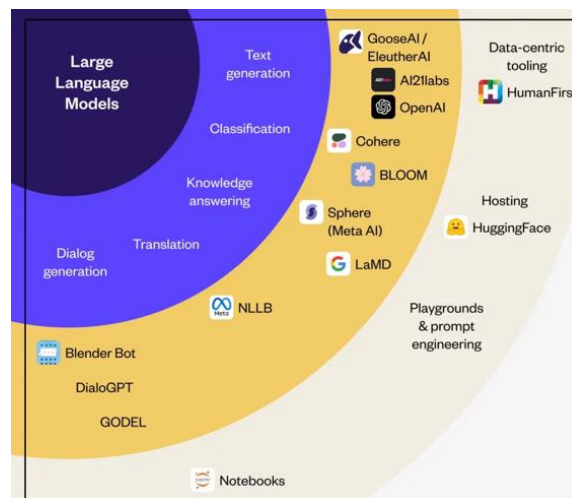 Large
Language
Models
Text
generation
Classification
Knowledge
answering
Translation
Dialog
generation
GooseAI /
EleutherAI
AI21labs
OpenAI
Cohere
BLOOM
Sphere
(Meta AI)
LaMD
Meta
NLLB
Blender Bot
DialoGPT
GODEL
Data-centric
tooling
HumanFirs
Hosting
HuggingFace
Playgrounds
& prompt
engineering
Notebooks